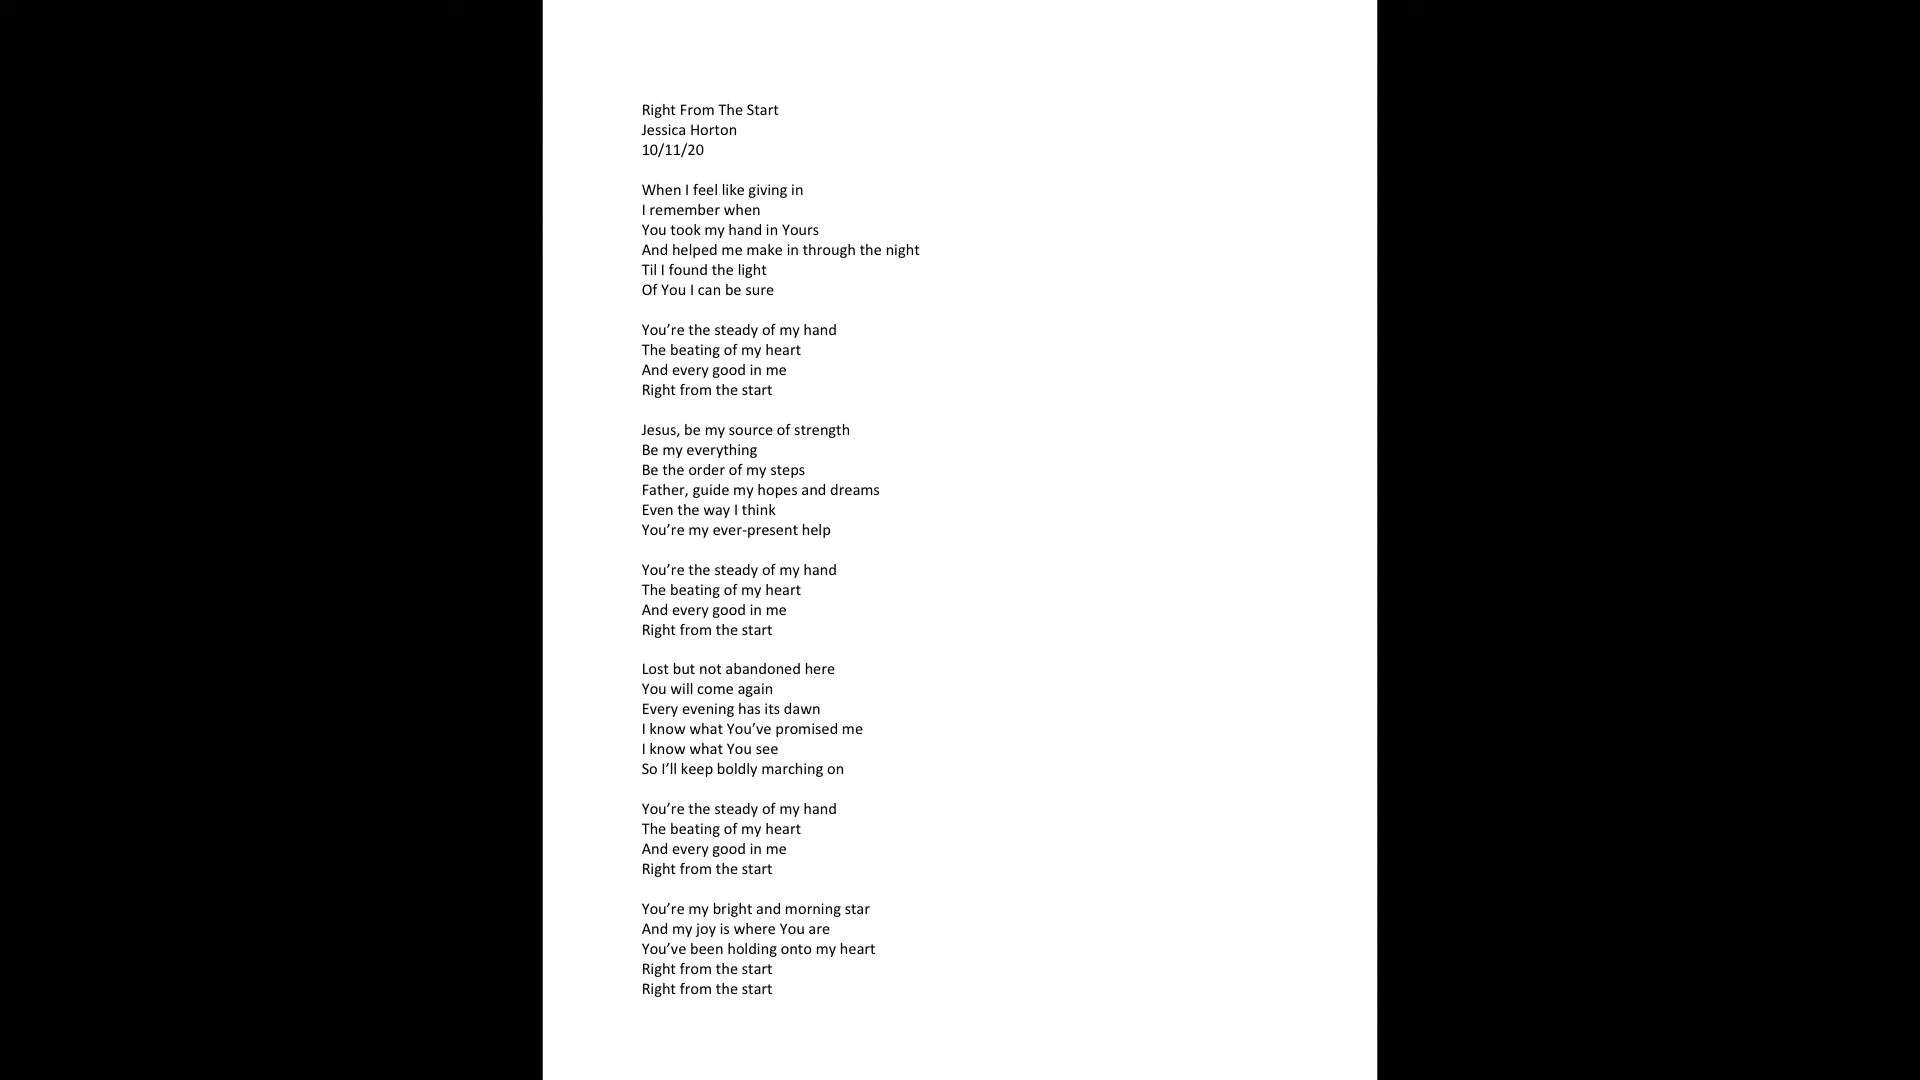 Right From The Start
Jessica Horton
10/11/20
When I feel like giving in
I remember when
You took my hand in Yours
And helped me make in through the night
Til I found the light
Of You I can be sure
You’re the steady of my hand
The beating of my heart
And every good in me
Right from the start
Jesus, be my source of strength
Be my everything
Be the order of my steps
Father, guide my hopes and dreams
Even the way I think
You’re my ever-present help
You’re the steady of my hand
The beating of my heart
And every good in me
Right from the start
Lost but not abandoned here
You will come again
Every evening has its dawn
I know what You’ve promised me
I know what You see
So I’ll keep boldly marching on
You’re the steady of my hand
The beating of my heart
And every good in me
Right from the start
You’re my bright and morning star
And my joy is where You are
You’ve been holding onto my heart
Right from the start
Right from the start